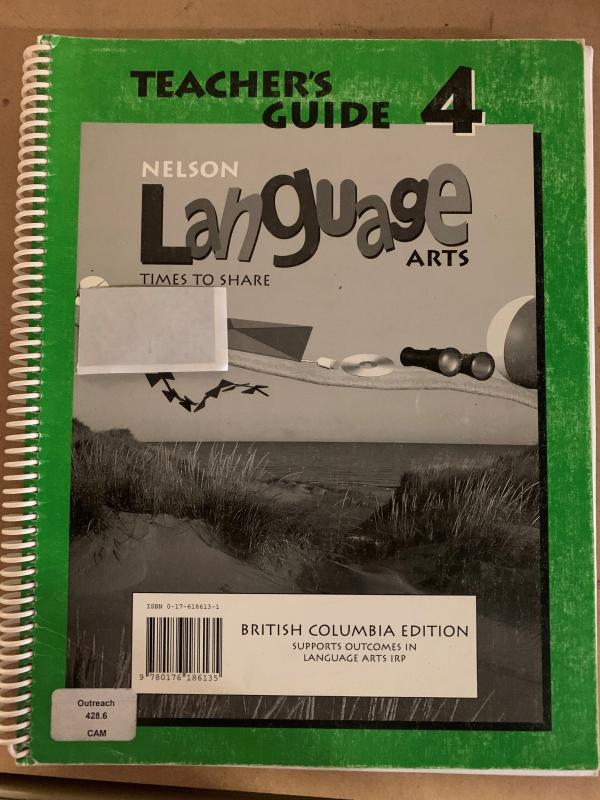 TEACHER'S
GUIDE 4
NELSON
Language
ARTS
TIMES TO SHARE
ISBN 0-17-618613-1
9 780176 186135
BRITISH COLUMBIA EDITION
SUPPORTS OUTCOMES IN
LANGUAGE ARTS IRP
Outreach
428.6
CAM